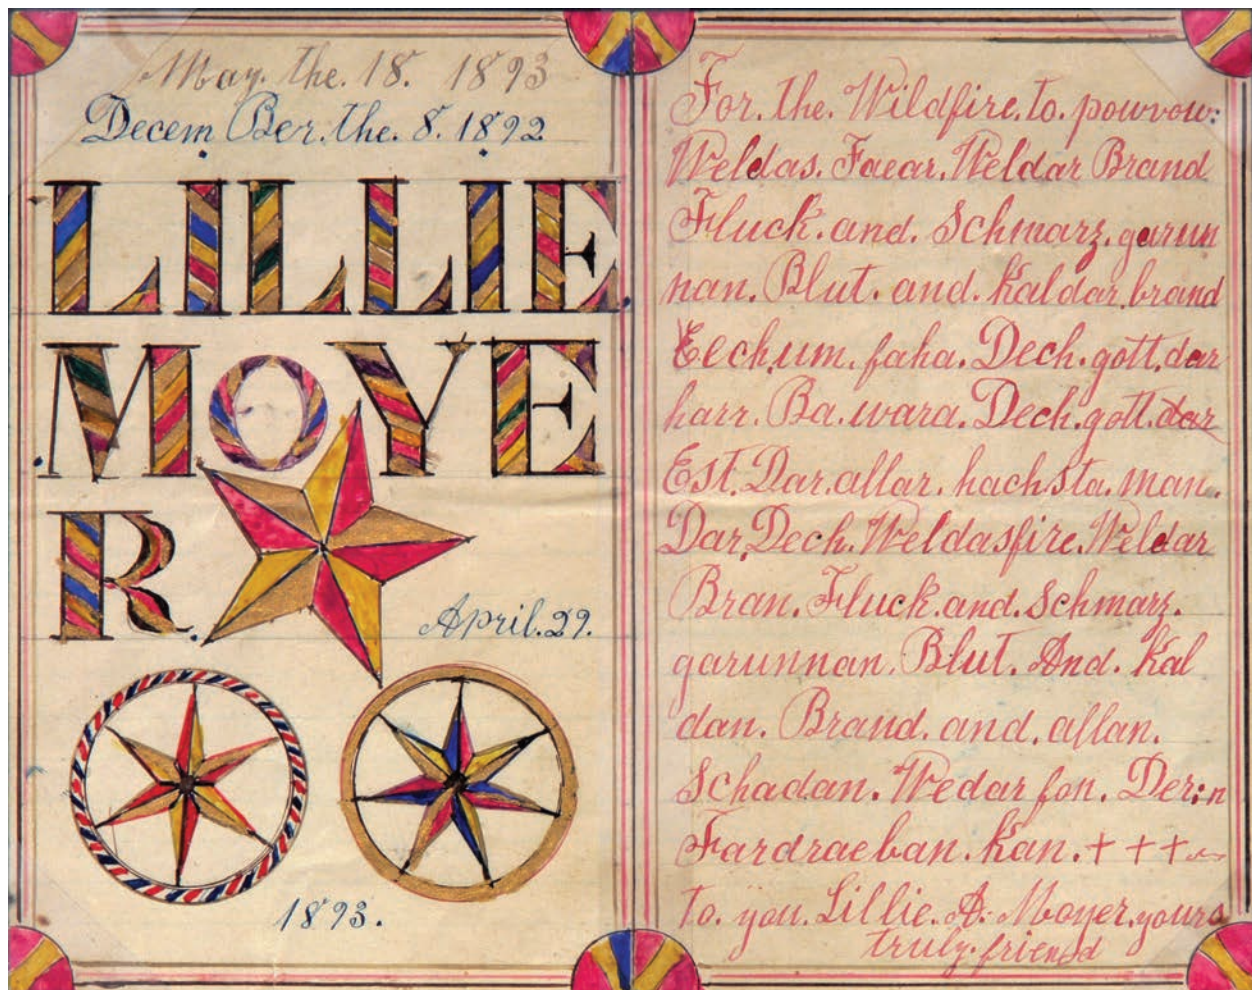 May. the. 18. 1893
Decem Ber. the. 8. 1892
LILLIE
MOYE
R.
April. 29.
1893.
For. the. Wildfire. to. powvow:
Weldas. Faear. Weldar Brand
Fluck. and. Schmarz. garun
nan. Blut. and. Kaldar. brand
Eech. um. faha. Dech. gott. dar
harr. Ba. wara. Dech. gott. dar
Est. Dar. allar. hachsta. man.
Dar. Dech. Weldasfire. Weldar
Bran. Fluck. and. Schmarz.
garunnan. Blut. And. Kal
dan. Brand. and. allan.
Schadan. Wedar fon. Der:n
Fardraeban. Kan. + + +
to. you. Lillie. A. Moyer. yours
truly. friend